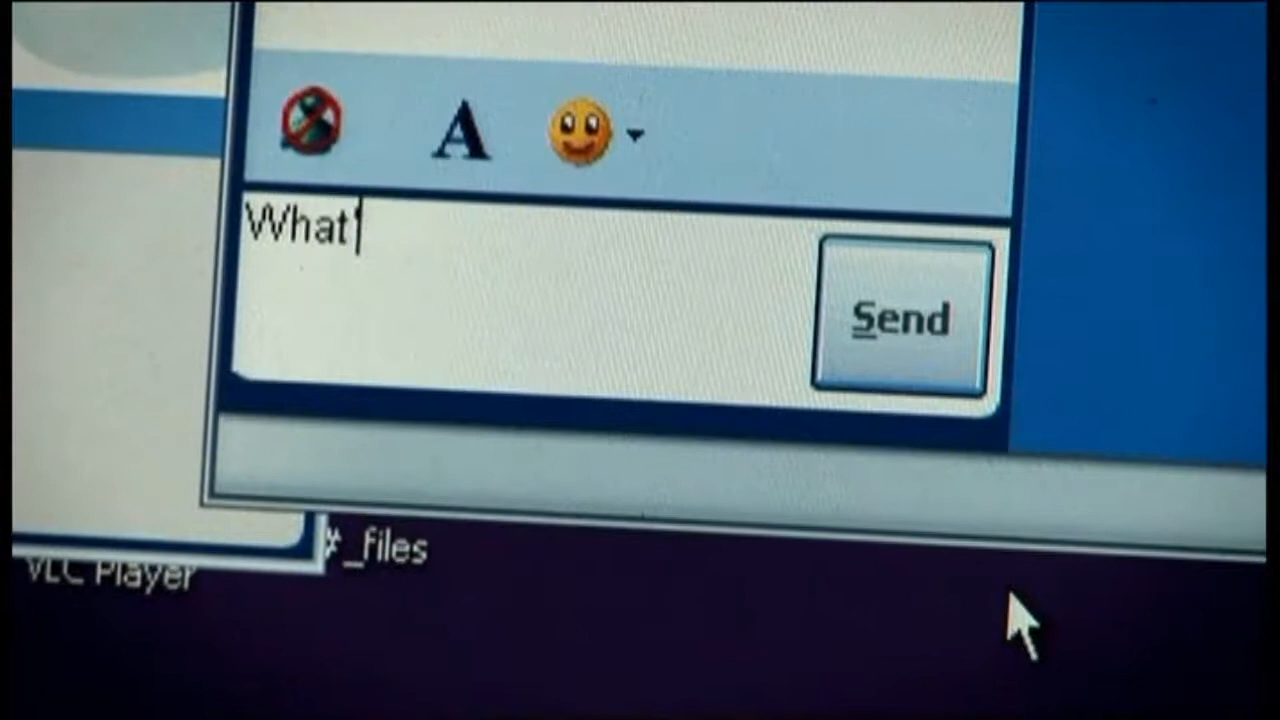 A
What'
Send
#_files
VLC Player